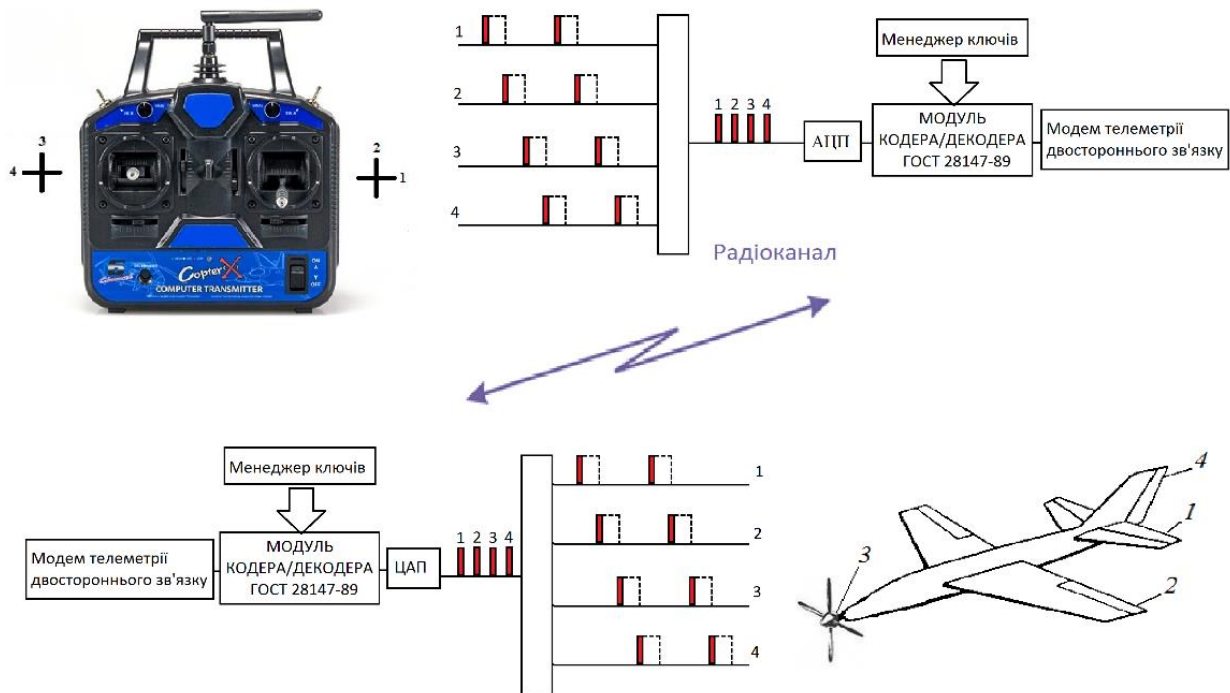 3
4
2
1
Copter X
COMPUTER TRANSMITTER
ON
OFF
1
2
3
4
1 2 3 4
АЦП
Менеджер ключів
МОДУЛЬ
КОДЕРА/ДЕКОДЕРА
ГОСТ 28147-89
Модем телеметрії
двостороннього зв'язку
Радіоканал
Менеджер ключів
Модем телеметрії
двостороннього зв'язку
МОДУЛЬ
КОДЕРА/ДЕКОДЕРА
ГОСТ 28147-89
ЦАП
1 2 3 4
1
2
3
4
4
1
3
2